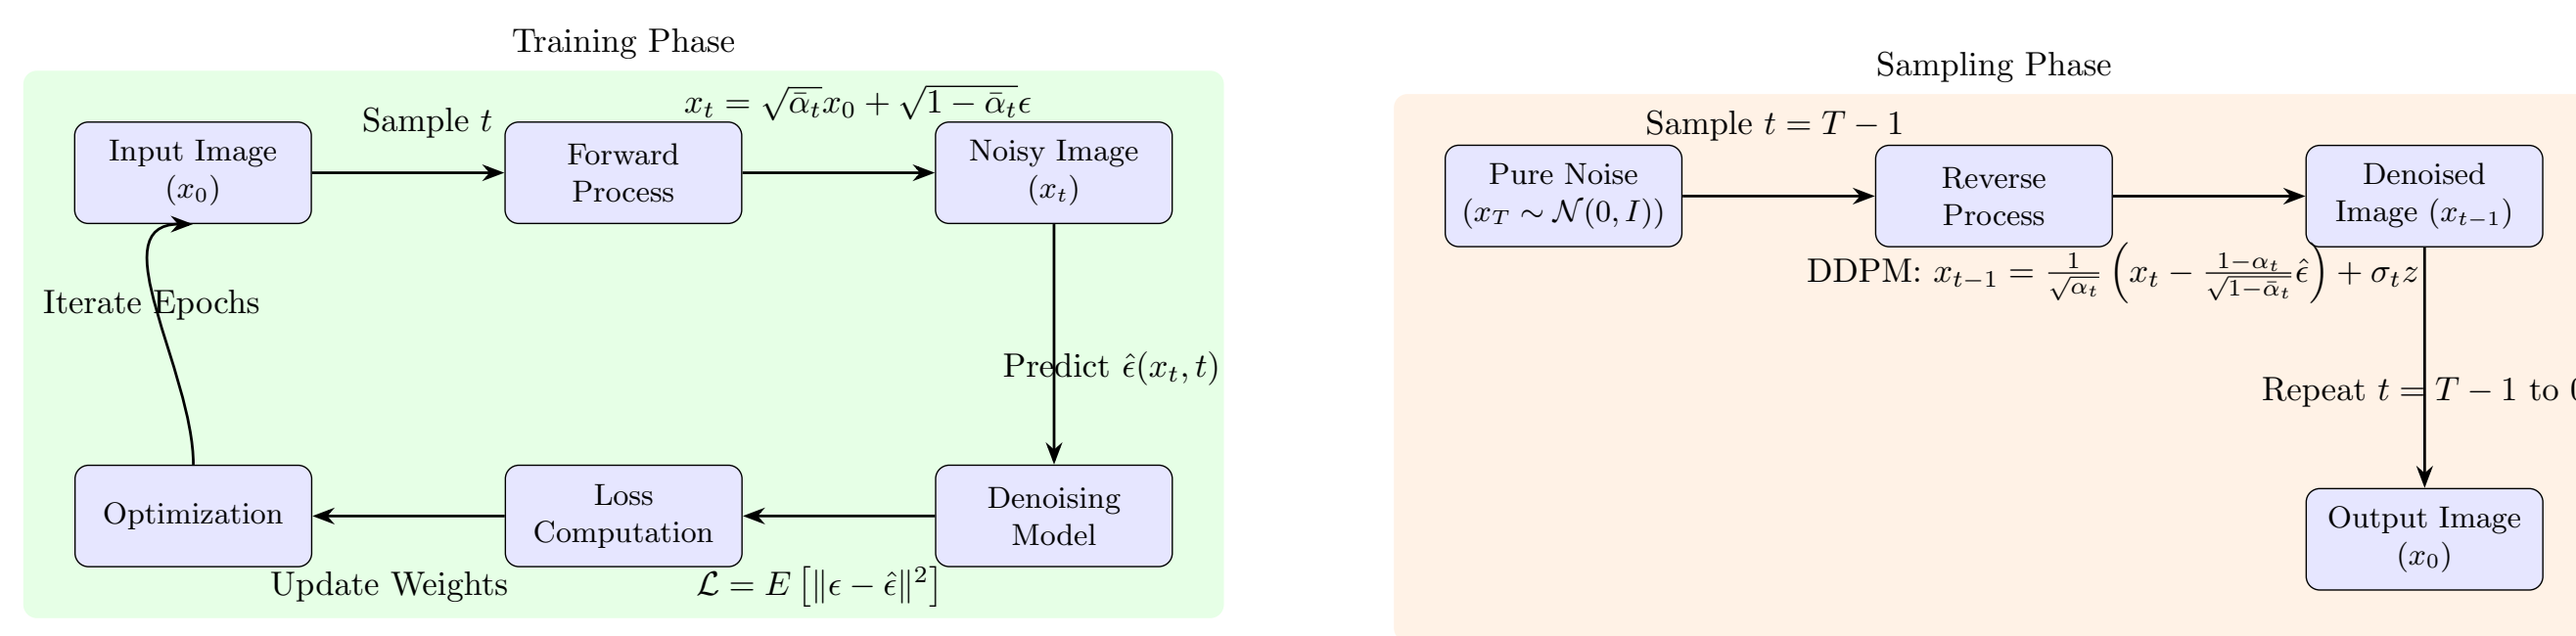 Training Phase
Sample $t$
$x_t = \sqrt{\bar{\alpha}_t}x_0 + \sqrt{1 - \bar{\alpha}_t}\epsilon$
Input Image
$(x_0)$
Forward
Process
Noisy Image
$(x_t)$
Iterate Epochs
Predict $\hat{\epsilon}(x_t, t)$
Optimization
Loss
Computation
Denoising
Model
Update Weights
$\mathcal{L} = E\left[\|\epsilon - \hat{\epsilon}\|^2\right]$
Sampling Phase
Sample $t = T - 1$
Pure Noise
$(x_T \sim \mathcal{N}(0, I))$
Reverse
Process
Denoised
Image $(x_{t-1})$
DDPM: $x_{t-1} = \frac{1}{\sqrt{\alpha_t}}\left(x_t - \frac{1-\alpha_t}{\sqrt{1-\bar{\alpha}_t}}\hat{\epsilon}\right) + \sigma_t z$
Repeat $t = T - 1$ to 0
Output Image
$(x_0)$